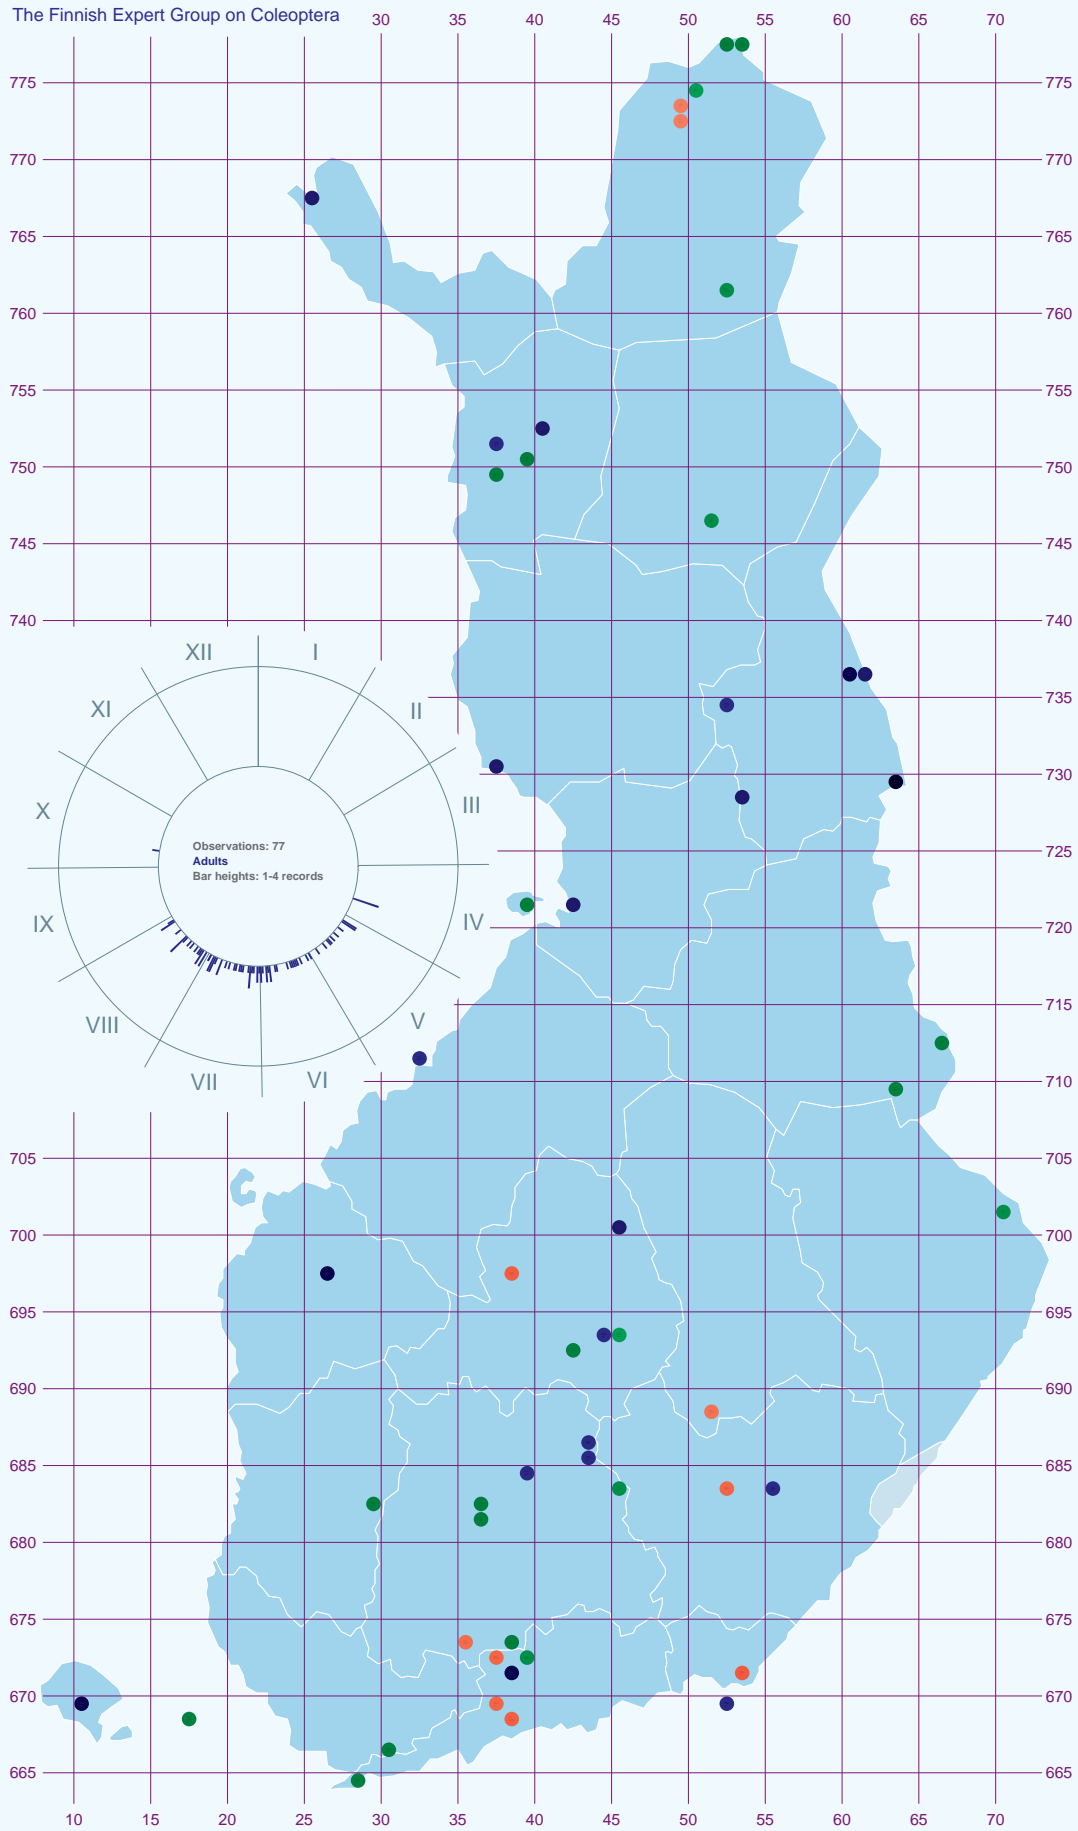 The Finnish Expert Group on Coleoptera
30 40 45 50 55 60 65 70
775 775
770 770
765 765
760 760
755 755
750 750
745 745
740 740
XII I
XI II
735
730
X III
Observations: 77
Adults
Bar heights: 1-4 records
725
IX IV
720
715
VIII V
VII VI
710
705 705
700 700
695 695
690 690
685 685
680 680
675 675
670 670
665 665
10 15 20 25 30 35 40 45 50 55 60 65 70